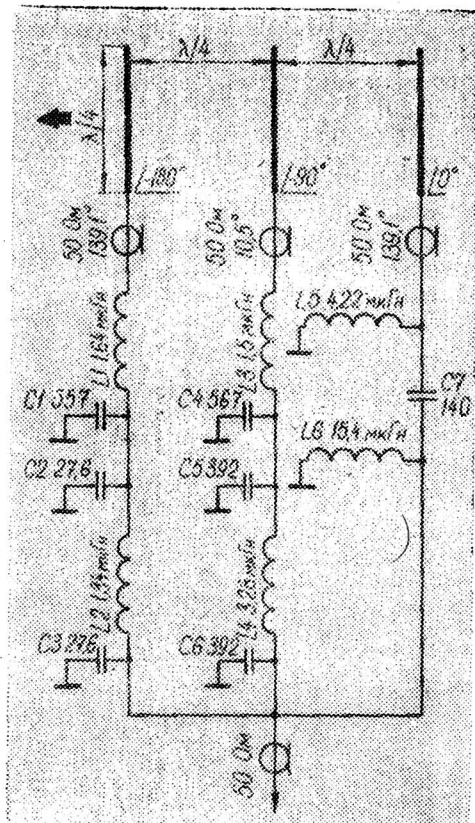 λ/4
λ/4
λ/4
/-180°
/-90°
/0°
50 Ом
139,1°
50 Ом
10,5°
50 Ом
139,1°
L1 1,64 мкГн
L3 1,5 мкГн
L5 4,22 мкГн
C1 357
C4 567
C7
140
L6 15,4 мкГн
C2 27,6
C5 392
L2 1,34 мкГн
L4 3,28 мкГн
C3 27,6
C6 392
50 Ом